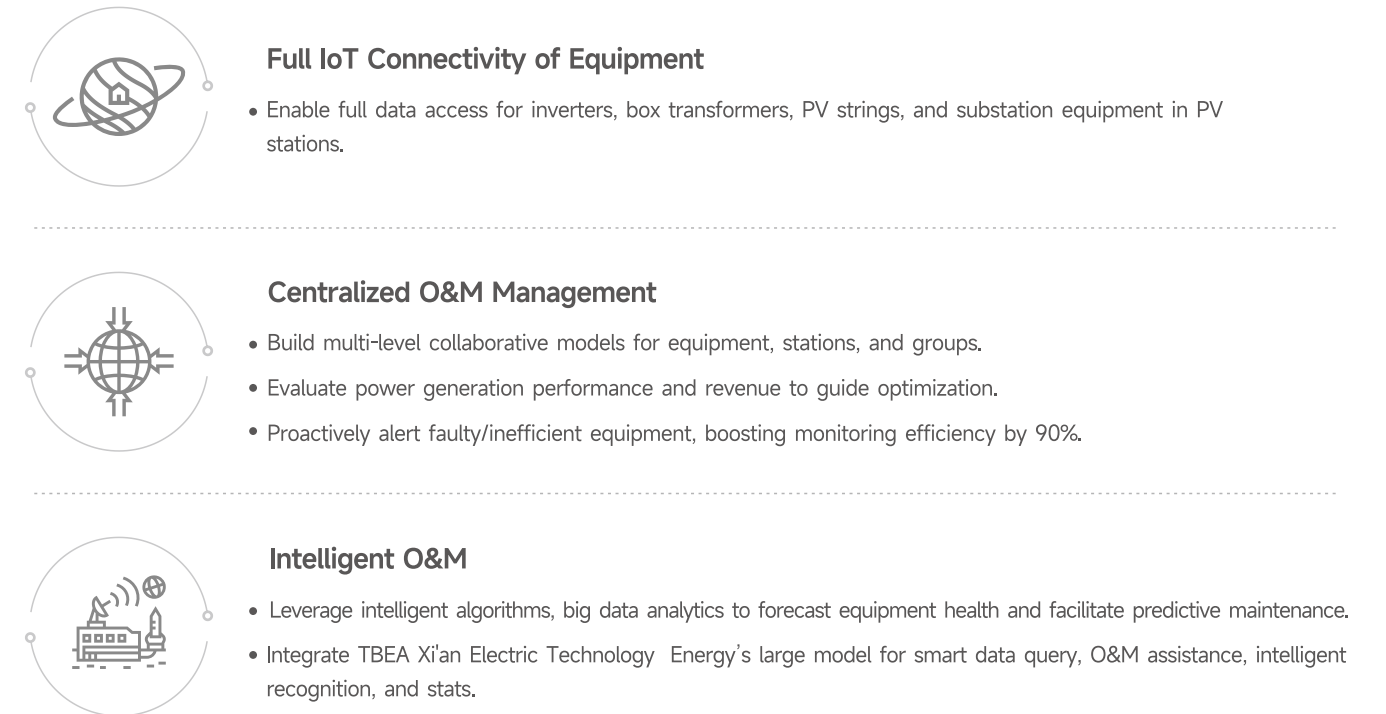 Full IoT Connectivity of Equipment
• Enable full data access for inverters, box transformers, PV strings, and substation equipment in PV
stations.
Centralized O&M Management
• Build multi-level collaborative models for equipment, stations, and groups.
• Evaluate power generation performance and revenue to guide optimization.
• Proactively alert faulty/inefficient equipment, boosting monitoring efficiency by 90%.
Intelligent O&M
• Leverage intelligent algorithms, big data analytics to forecast equipment health and facilitate predictive maintenance.
• Integrate TBEA Xi'an Electric Technology  Energy's large model for smart data query, O&M assistance, intelligent
recognition, and stats.